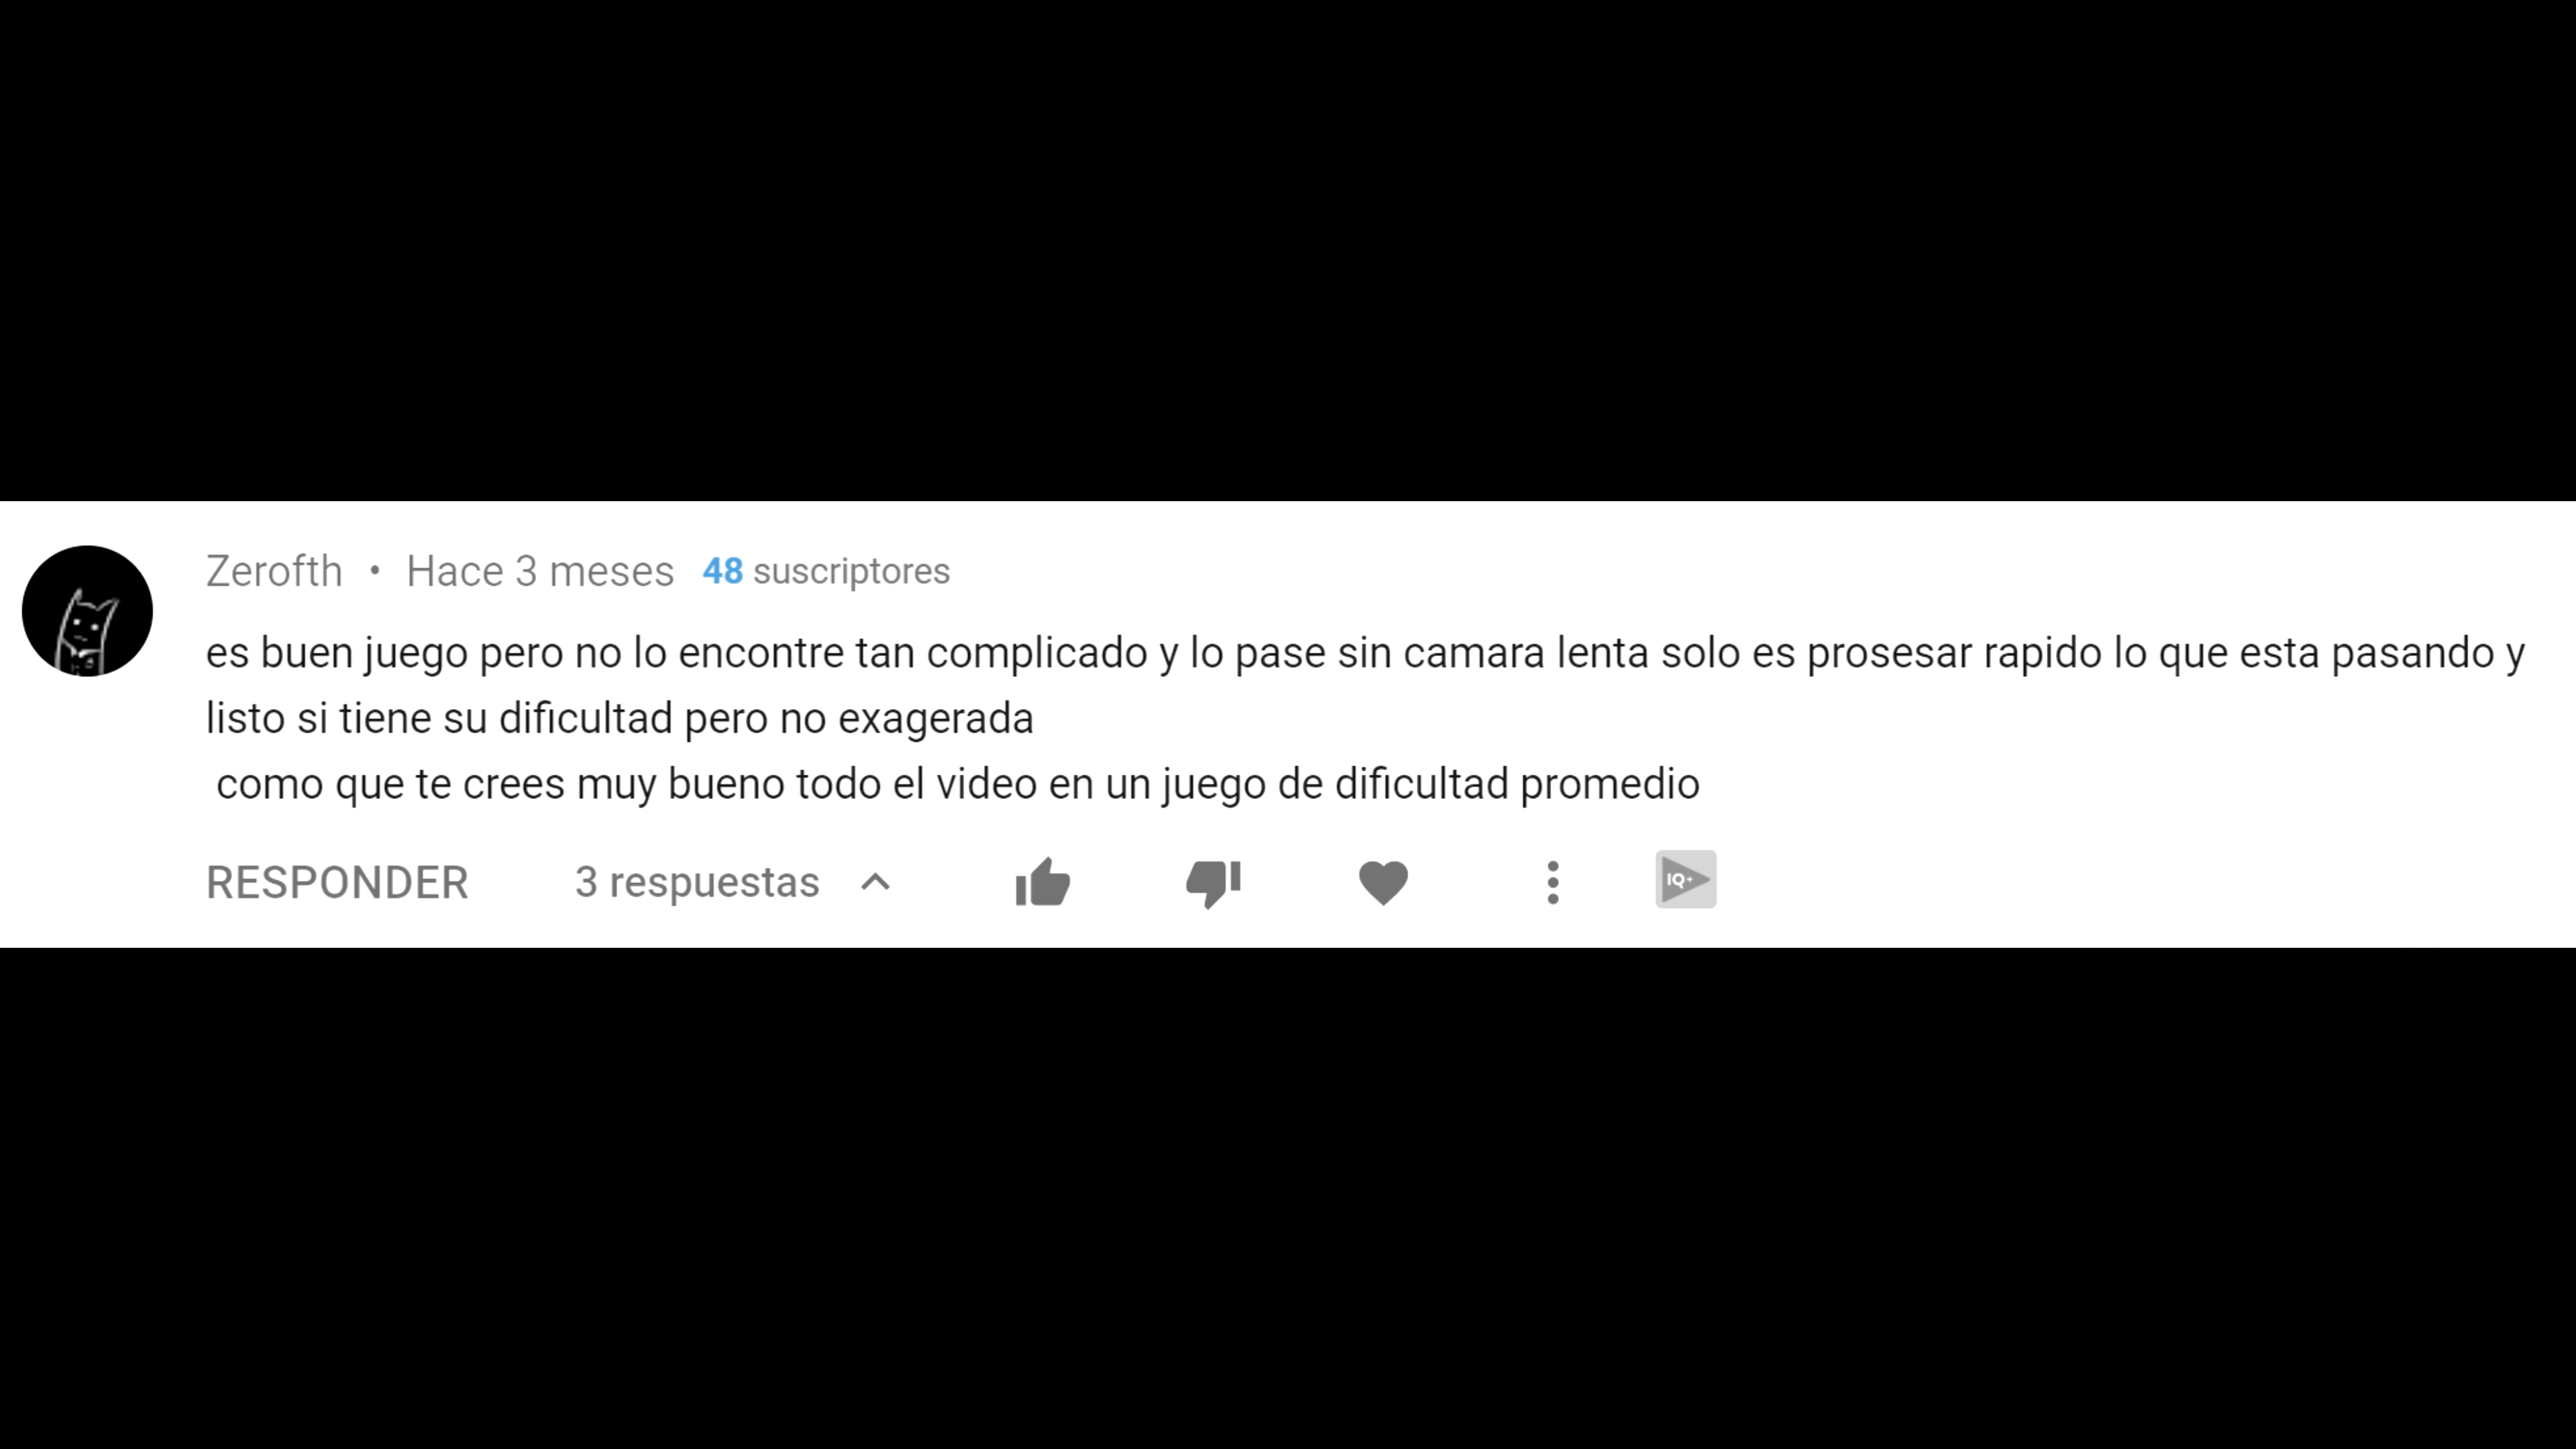 Zerofth • Hace 3 meses 48 suscriptores
es buen juego pero no lo encontre tan complicado y lo pase sin camara lenta solo es prosesar rapido lo que esta pasando y
listo si tiene su dificultad pero no exagerada
como que te crees muy bueno todo el video en un juego de dificultad promedio
RESPONDER 3 respuestas IQ+